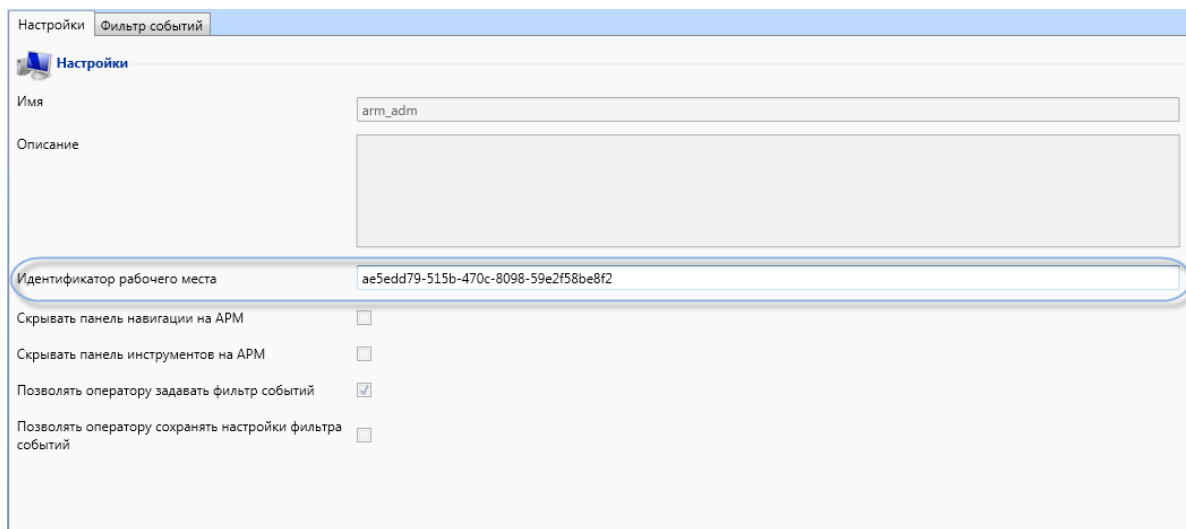 Настройки
Фильтр событий
Настройки
Имя
arm_adm
Описание
Идентификатор рабочего места
ae5edd79-515b-470c-8098-59e2f58be8f2
Скрывать панель навигации на АРМ
Скрывать панель инструментов на АРМ
Позволять оператору задавать фильтр событий
Позволять оператору сохранять настройки фильтра
событий